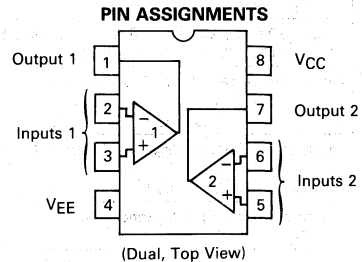 PIN ASSIGNMENTS
Output 1 1 8 VCC
2 − 1 7 Output 2
Inputs 1
3 + − 6
2 Inputs 2
VEE 4 + 5
(Dual, Top View)